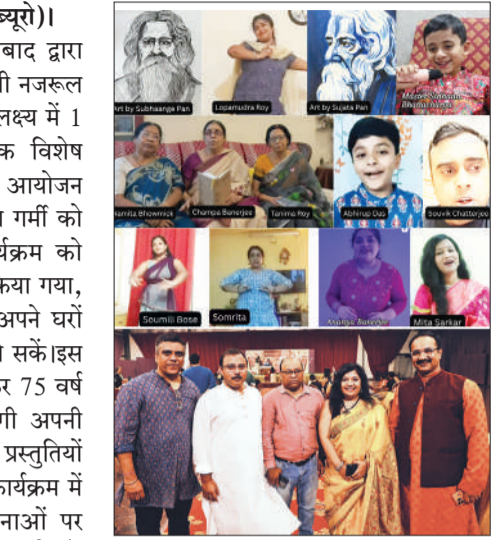 ब्यूरो)।
बाद द्वारा
ी नजरूल
लक्ष्य में 1
क विशेष
आयोजन
गर्मी को
र्यक्रम को
किया गया,
अपने घरों
सकें।इस
र 75 वर्ष
गी अपनी
प्रस्तुतियों
कार्यक्रम में
नाओं पर
Art by Subhaanga Pan
Lopamudra Roy
Art by Sujata Pan
Namita Bhowmick
Champa Banerjee
Tanima Roy
Abhirup Das
Souvik Chatterjee
Soumili Bose
Somrita
Ananya Banerjee
Mita Sarkar